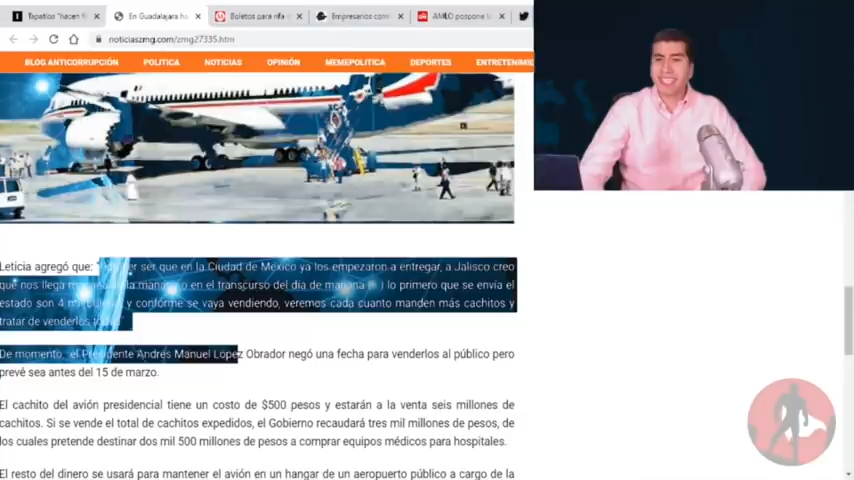 Tapatíos "hacen f
En Guadalajara ha
Boletos para rifa
Empresarios com
AMLO pospone l
noticiaszmg.com/zmg27335.htm
BLOG ANTICORRUPCIÓN POLITICA NOTICIAS OPINIÓN MEMEPOLITICA DEPORTES ENTRETENIMIE
Leticia agregó que: ser que en la Ciudad de México ya los empezaron a entregar, a Jalisco creo
que nos llega en el transcurso del día de mañana lo primero que se envía el
estado son 4 y conforme se vaya vendiendo, veremos cada cuanto manden más cachitos y
tratar de venderlos
De momento, el Presidente Andrés Manuel López Obrador negó una fecha para venderlos al público pero
prevé sea antes del 15 de marzo.
El cachito del avión presidencial tiene un costo de $500 pesos y estarán a la venta seis millones de
cachitos. Si se vende el total de cachitos expedidos, el Gobierno recaudará tres mil millones de pesos, de
los cuales pretende destinar dos mil 500 millones de pesos a comprar equipos médicos para hospitales.
El resto del dinero se usará para mantener el avión en un hangar de un aeropuerto público a cargo de la